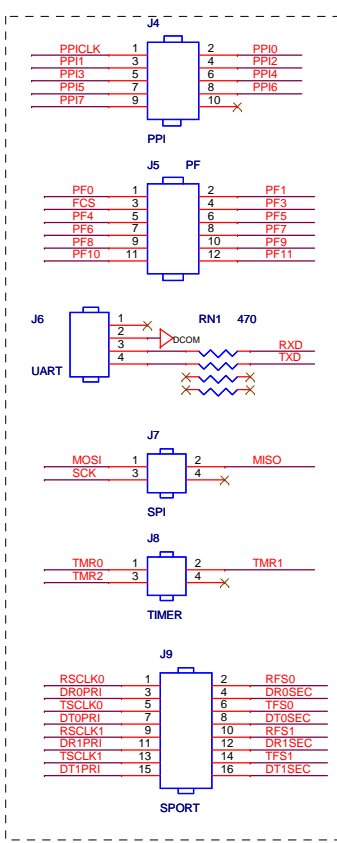 J4
PPICLK 1 2 PPI0
PPI1 3 4 PPI2
PPI3 5 6 PPI4
PPI5 7 8 PPI6
PPI7 9 10
PPI
J5 PF
PF0 1 2 PF1
FCS 3 4 PF3
PF4 5 6 PF5
PF6 7 8 PF7
PF8 9 10 PF9
PF10 11 12 PF11
J6 RN1 470
1
2 DCOM
3 RXD
4 TXD
UART
J7
MOSI 1 2 MISO
SCK 3 4
SPI
J8
TMR0 1 2 TMR1
TMR2 3 4
TIMER
J9
RSCLK0 1 2 RFS0
DR0PRI 3 4 DR0SEC
TSCLK0 5 6 TFS0
DT0PRI 7 8 DT0SEC
RSCLK1 9 10 RFS1
DR1PRI 11 12 DR1SEC
TSCLK1 13 14 TFS1
DT1PRI 15 16 DT1SEC
SPORT